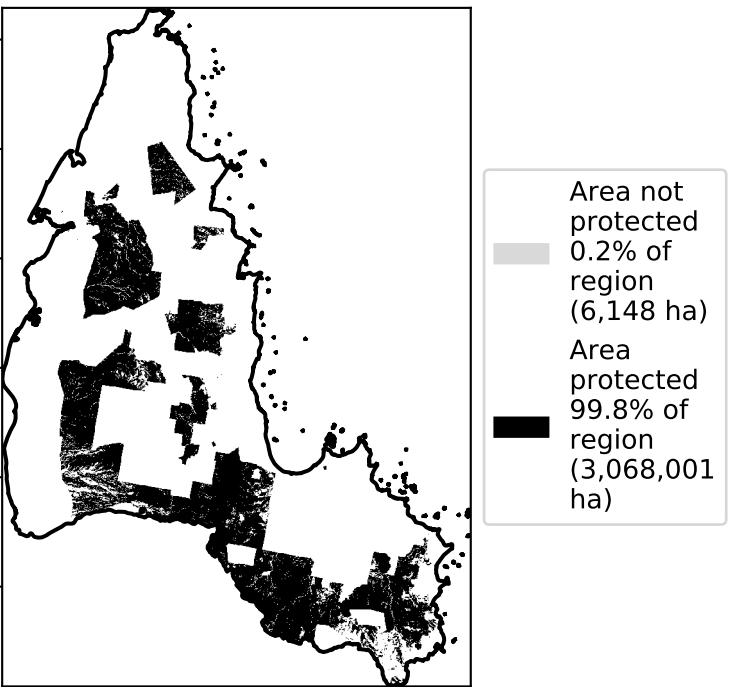 Area not
protected
0.2% of
region
(6,148 ha)
Area
protected
99.8% of
region
(3,068,001
ha)